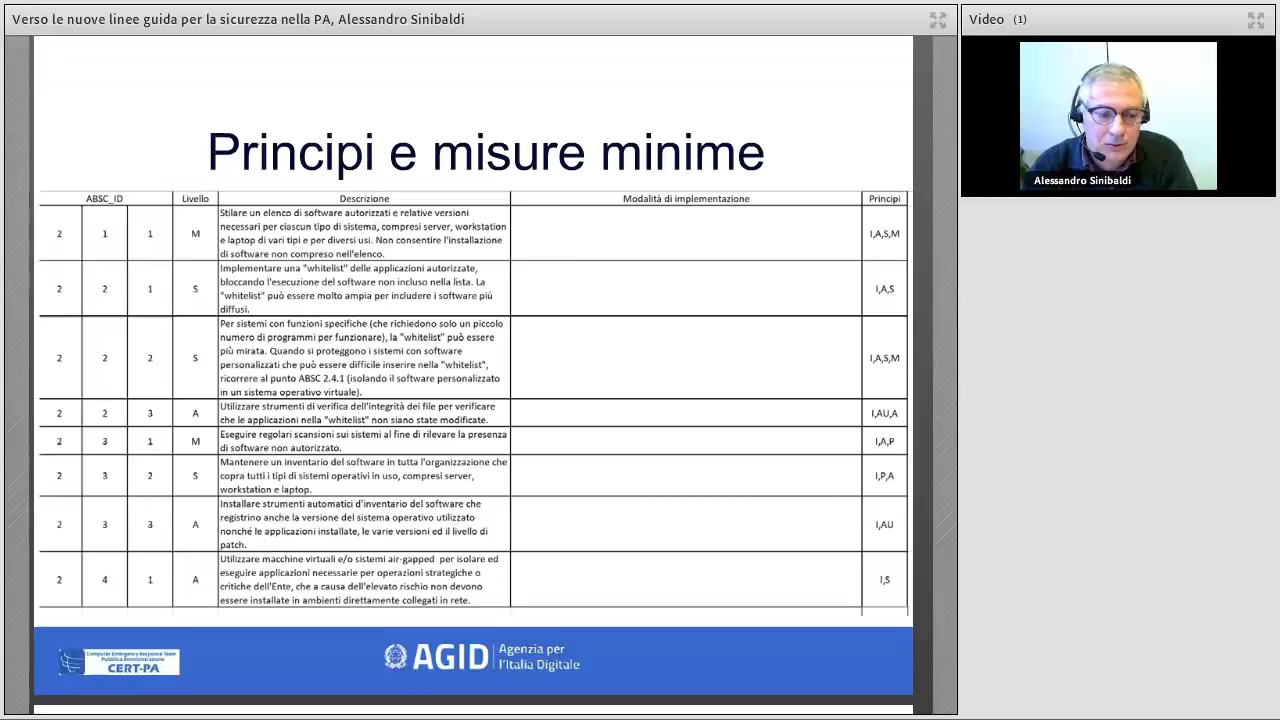 Verso le nuove linee guida per la sicurezza nella PA, Alessandro Sinibaldi
Video (1)
Alessandro Sinibaldi
Principi e misure minime
ABSC_ID Livello Descrizione Modalità di implementazione Principi
2 1 1 M Stilare un elenco di software autorizzati e relative versioni
necessari per ciascun tipo di sistema, compresi server, workstation
e laptop di vari tipi e per diversi usi. Non consentire l'installazione
di software non compreso nell'elenco.
I,A,S,M
2 2 1 S Implementare una "whitelist" delle applicazioni autorizzate,
bloccando l'esecuzione del software non incluso nella lista. La
"whitelist" può essere molto ampia per includere i software più
diffusi.
I,A,S
2 2 2 S Per sistemi con funzioni specifiche (che richiedono solo un piccolo
numero di programmi per funzionare), la "whitelist" può essere
più mirata. Quando si proteggono i sistemi con software
personalizzati che può essere difficile inserire nella "whitelist",
ricorrere al punto ABSC 2.4.1 (isolando il software personalizzato
in un sistema operativo virtuale).
I,A,S,M
2 2 3 A Utilizzare strumenti di verifica dell'integrità dei file per verificare
che le applicazioni nella "whitelist" non siano state modificate.
I,AU,A
2 3 1 M Eseguire regolari scansioni sui sistemi al fine di rilevare la presenza
di software non autorizzato.
I,A,P
2 3 2 S Mantenere un inventario del software in tutta l'organizzazione che
copra tutti i tipi di sistemi operativi in uso, compresi server,
workstation e laptop.
I,P,A
2 3 3 A Installare strumenti automatici d'inventario del software che
registrino anche la versione del sistema operativo utilizzato
nonché le applicazioni installate, le varie versioni ed il livello di
patch.
I,AU
2 4 1 A Utilizzare macchine virtuali e/o sistemi air-gapped per isolare ed
eseguire applicazioni necessarie per operazioni strategiche o
critiche dell'Ente, che a causa dell'elevato rischio non devono
essere installate in ambienti direttamente collegati in rete.
I,S
Computer Emergency Response Team
Pubblica Amministrazione
CERT-PA
AGID
Agenzia per
l'Italia Digitale